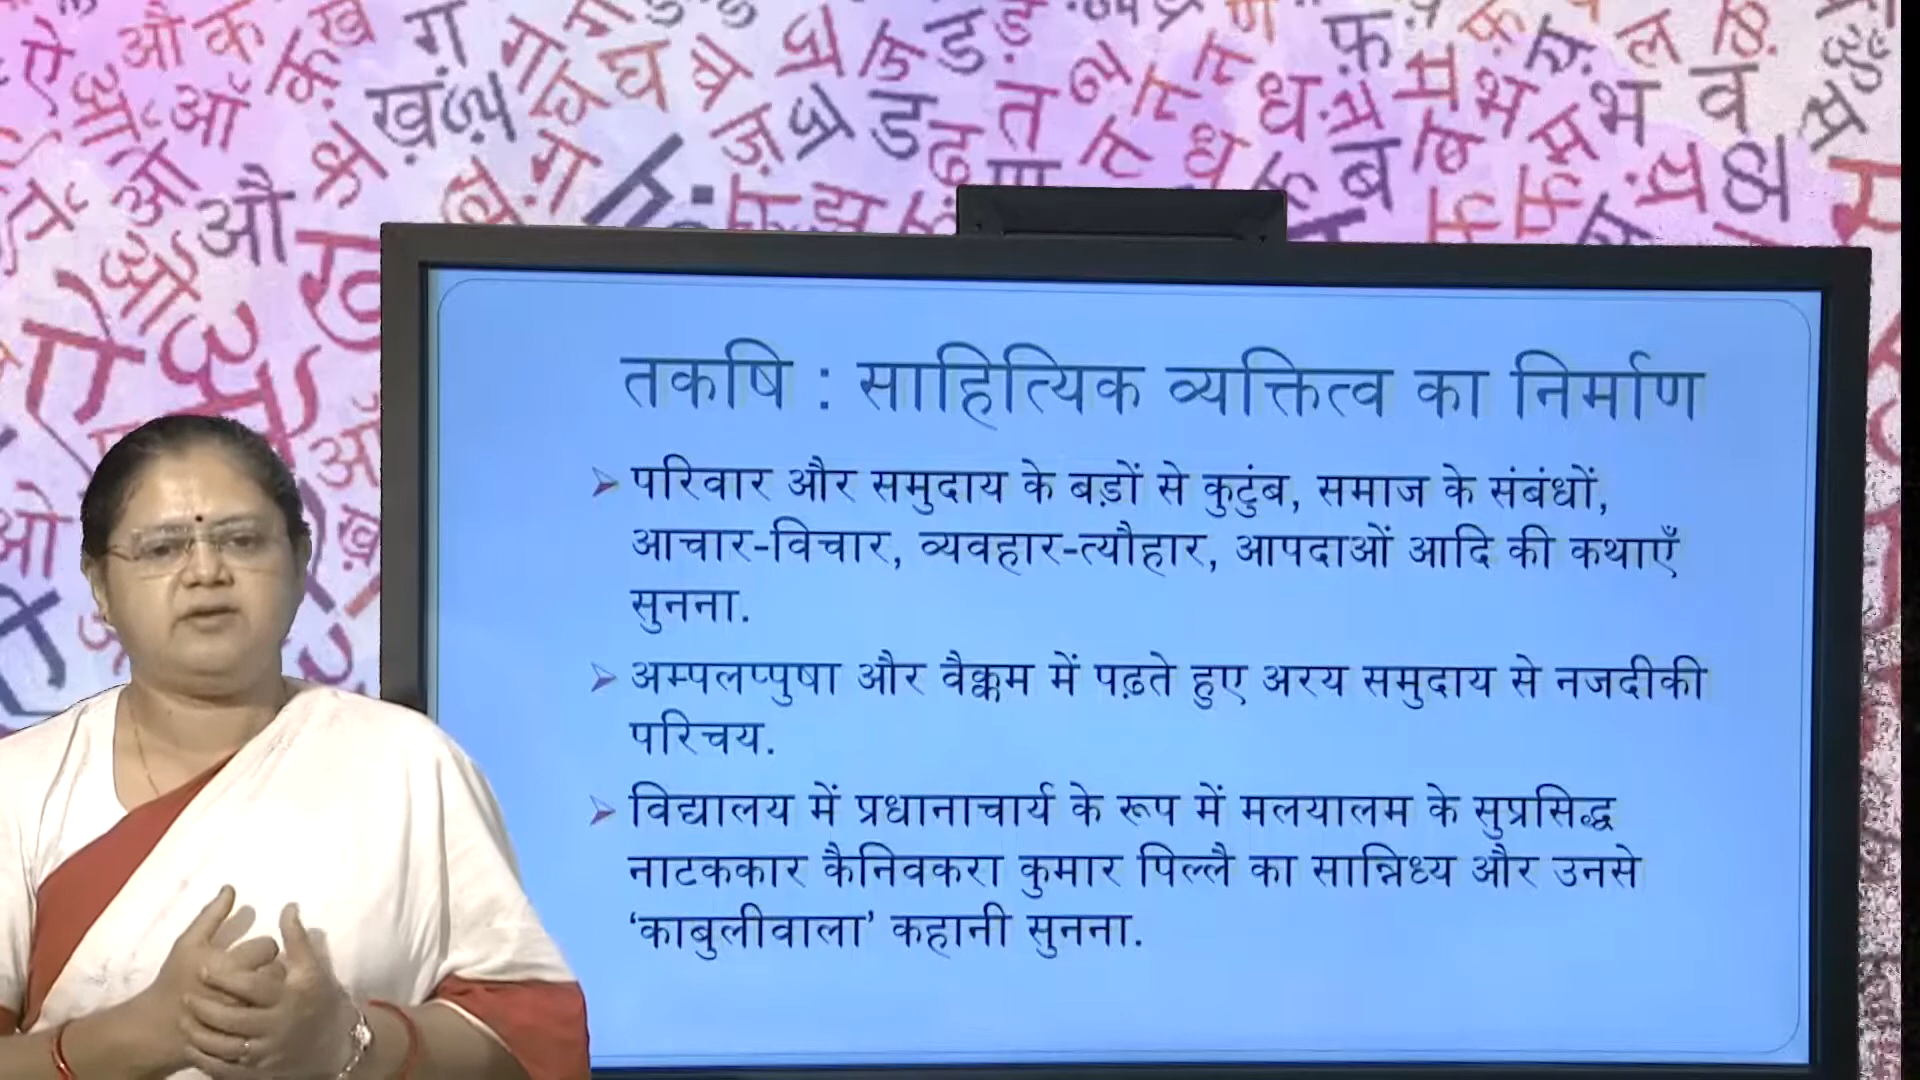 तकषि : साहित्यिक व्यक्तित्व का निर्माण
परिवार और समुदाय के बड़ों से कुटुंब, समाज के संबंधों,
आचार-विचार, व्यवहार-त्यौहार, आपदाओं आदि की कथाएँ
सुनना.
अम्पलप्पुषा और वैक्कम में पढ़ते हुए अरय समुदाय से नजदीकी
परिचय.
विद्यालय में प्रधानाचार्य के रूप में मलयालम के सुप्रसिद्ध
नाटककार कैनिवकरा कुमार पिल्लै का सान्निध्य और उनसे
‘काबुलीवाला’ कहानी सुनना.